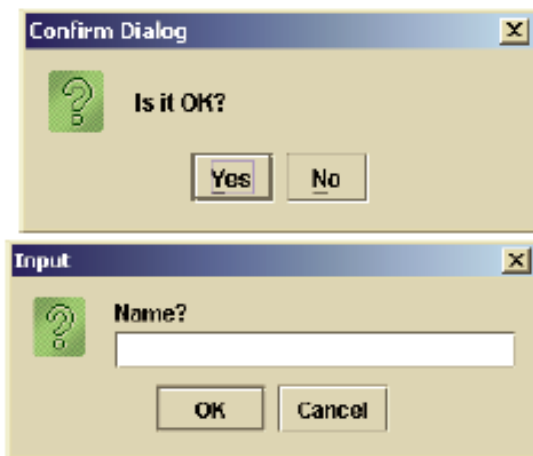 Confirm Dialog
Is it OK?
Yes No
Input
Name?
OK Cancel